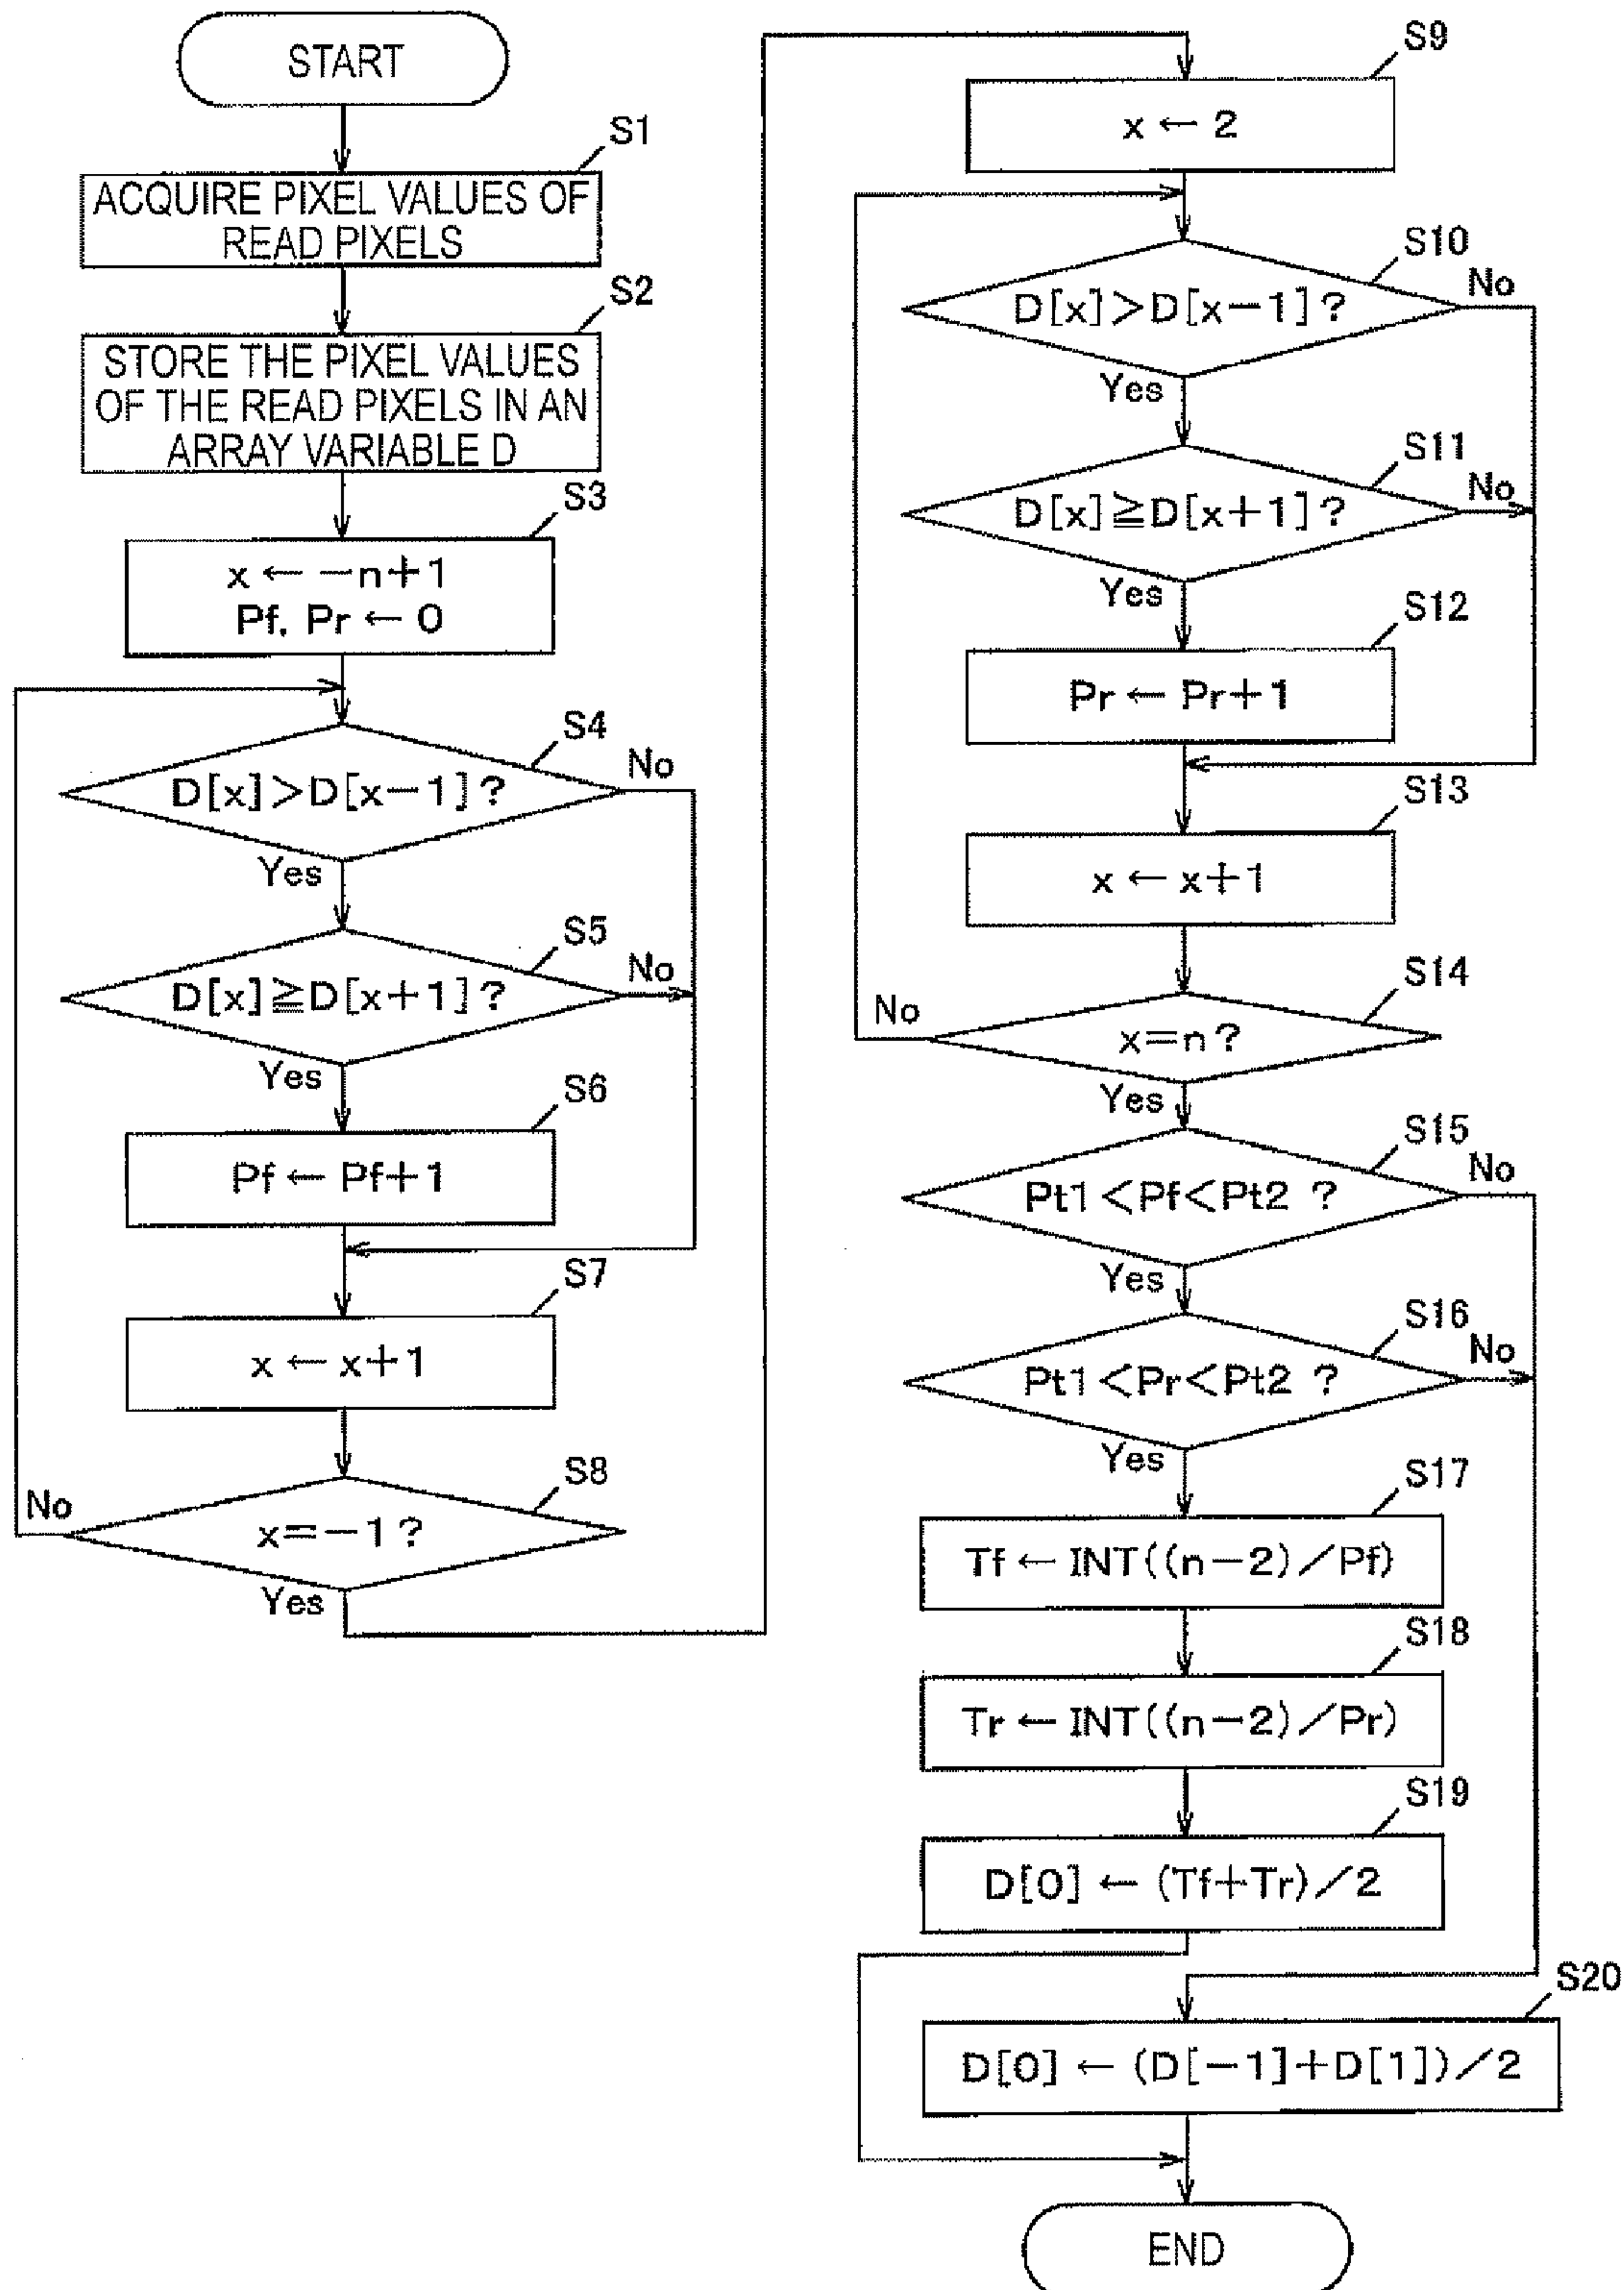 START
S1
ACQUIRE PIXEL VALUES OF
READ PIXELS
S2
STORE THE PIXEL VALUES
OF THE READ PIXELS IN AN
ARRAY VARIABLE D
S3
x ← −n+1
Pf, Pr ← 0
S4
D[x]>D[x−1]?
No
Yes
S5
D[x]≧D[x+1]?
No
Yes
S6
Pf ← Pf+1
S7
x ← x+1
S8
x=−1?
No
Yes
S9
x ← 2
S10
D[x]>D[x−1]?
No
Yes
S11
D[x]≧D[x+1]?
No
Yes
S12
Pr ← Pr+1
S13
x ← x+1
S14
x=n?
No
Yes
S15
Pt1<Pf<Pt2 ?
No
Yes
S16
Pt1<Pr<Pt2 ?
No
Yes
S17
Tf ← INT((n−2)/Pf)
S18
Tr ← INT((n−2)/Pr)
S19
D[0] ← (Tf+Tr)/2
S20
D[0] ← (D[−1]+D[1])/2
END